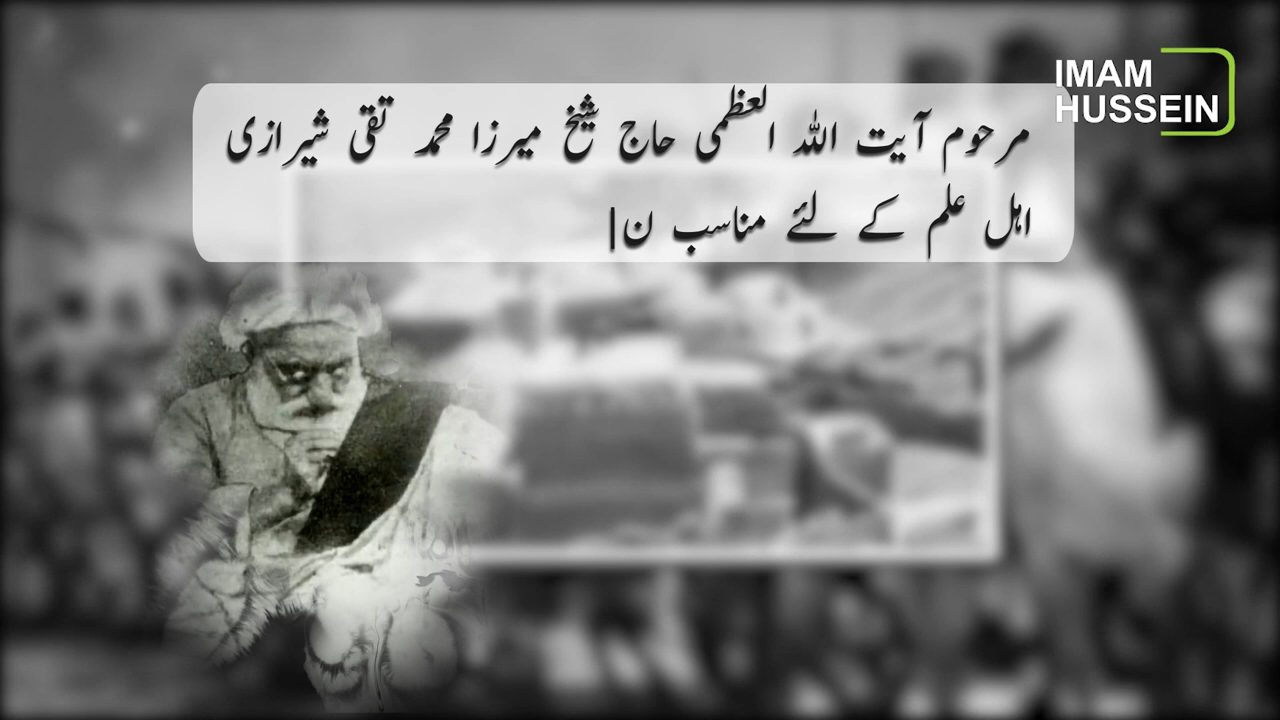 IMAM
HUSSEIN
مرحوم آیت اللہ العظمی حاج شیخ میرزا محمد تقی شیرازی
اہل علم کے لئے مناسب ن|